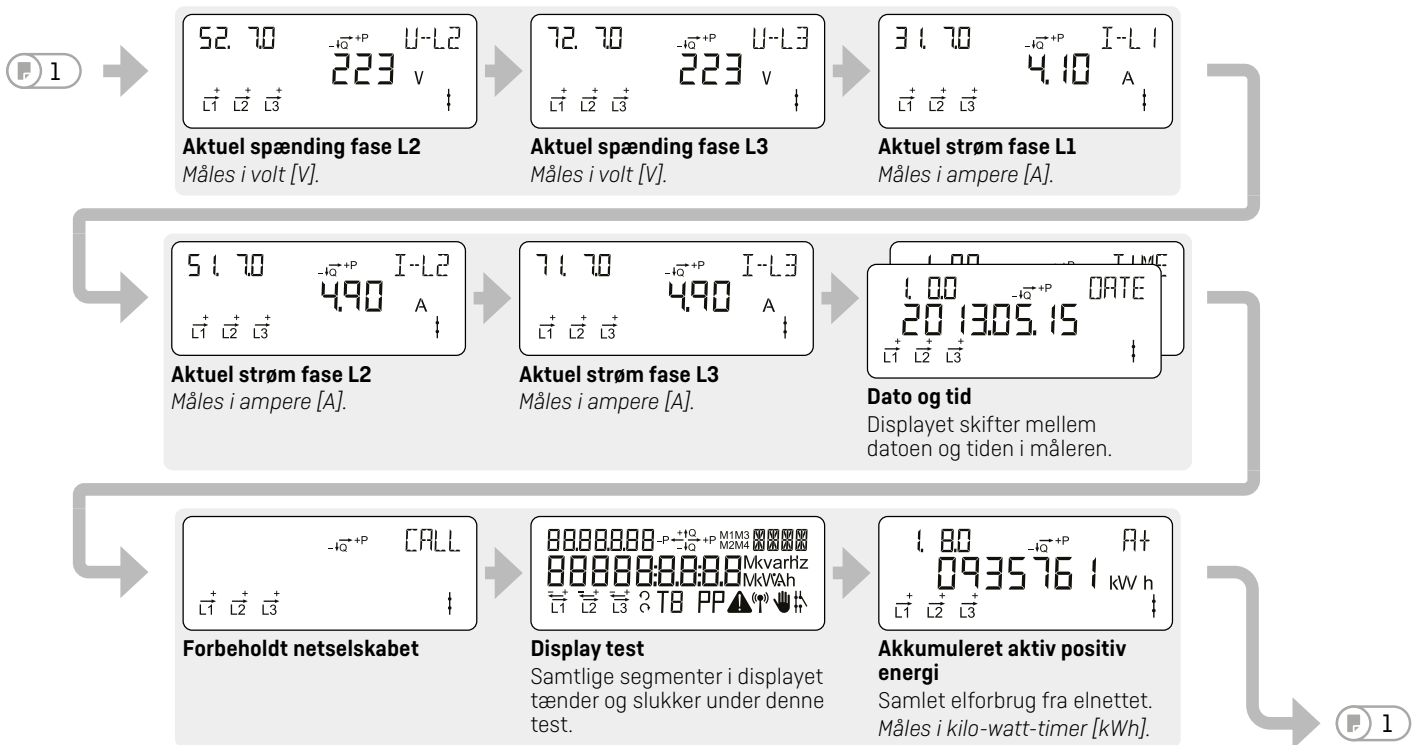 1
52. 7.0 -Q +P U-L2
223 V
L1+ L2+ L3+
Aktuel spænding fase L2
Måles i volt [V].
72. 7.0 -Q +P U-L3
223 V
L1+ L2+ L3+
Aktuel spænding fase L3
Måles i volt [V].
31. 7.0 -Q +P I-L1
4.10 A
L1+ L2+ L3+
Aktuel strøm fase L1
Måles i ampere [A].
51. 7.0 -Q +P I-L2
4.90 A
L1+ L2+ L3+
Aktuel strøm fase L2
Måles i ampere [A].
71. 7.0 -Q +P I-L3
4.90 A
L1+ L2+ L3+
Aktuel strøm fase L3
Måles i ampere [A].
TIME
1. 0.0 -Q +P DATE
2013.05.15
L1+ L2+ L3+
Dato og tid
Displayet skifter mellem
datoen og tiden i måleren.
-Q +P CALL
L1+ L2+ L3+
Forbeholdt netselskabet
88.8.8.8.88 -P +Q -Q +P M1M3
M2M4
88888:8.8:8.8 MkvarHz
MkWAh
L1 L2 L3 T8 PP
Display test
Samtlige segmenter i displayet
tænder og slukker under denne
test.
1. 8.0 -Q +P A+
0935761 kW h
L1+ L2+ L3+
Akkumuleret aktiv positiv
energi
Samlet elforbrug fra elnettet.
Måles i kilo-watt-timer [kWh].
1